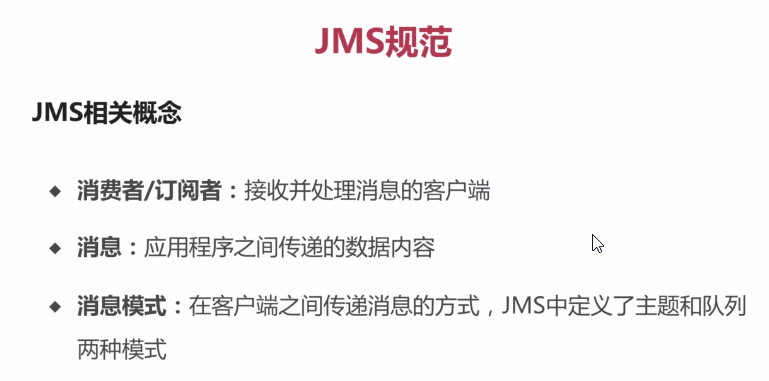 JMS规范
JMS相关概念
◆ 消费者/订阅者：接收并处理消息的客户端
◆ 消息：应用程序之间传递的数据内容
◆ 消息模式：在客户端之间传递消息的方式，JMS中定义了主题和队列
两种模式